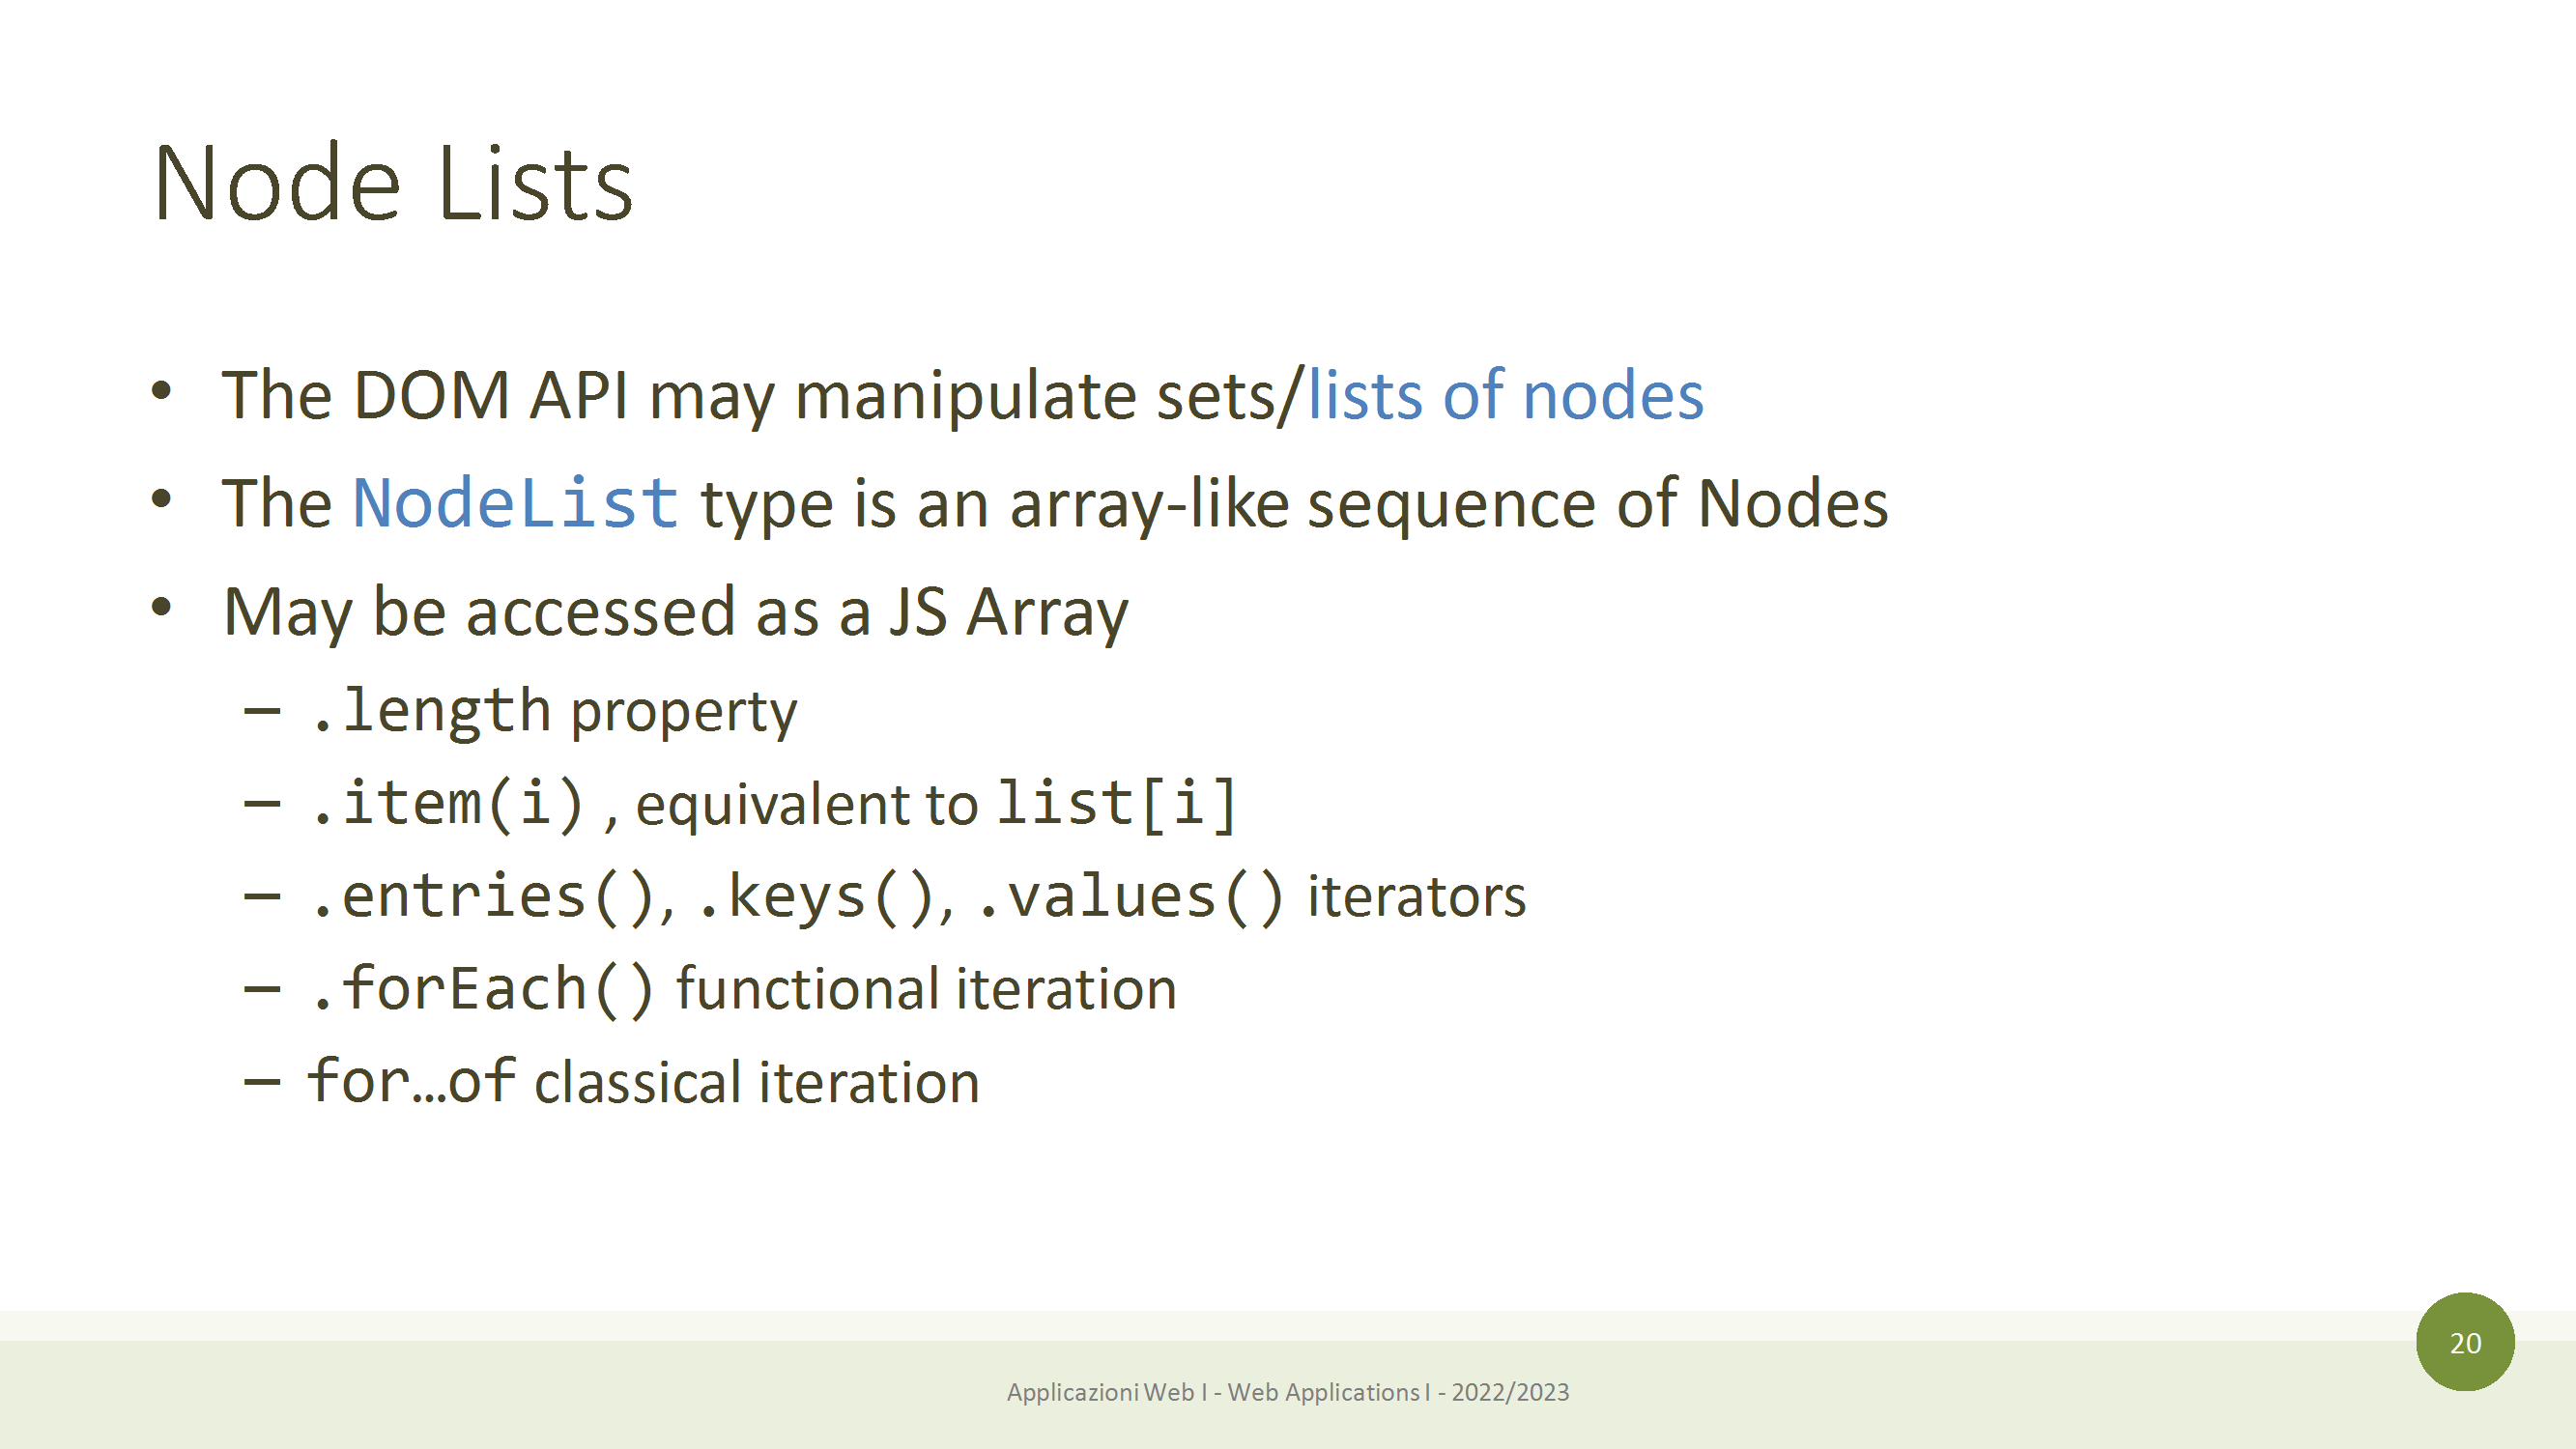 Node Lists
• The DOM API may manipulate sets/lists of nodes
• The NodeList type is an array-like sequence of Nodes
• May be accessed as a JS Array
– .length property
– .item(i) , equivalent to list[i]
– .entries(), .keys(), .values() iterators
– .forEach() functional iteration
– for…of classical iteration
20
Applicazioni Web I - Web Applications I - 2022/2023